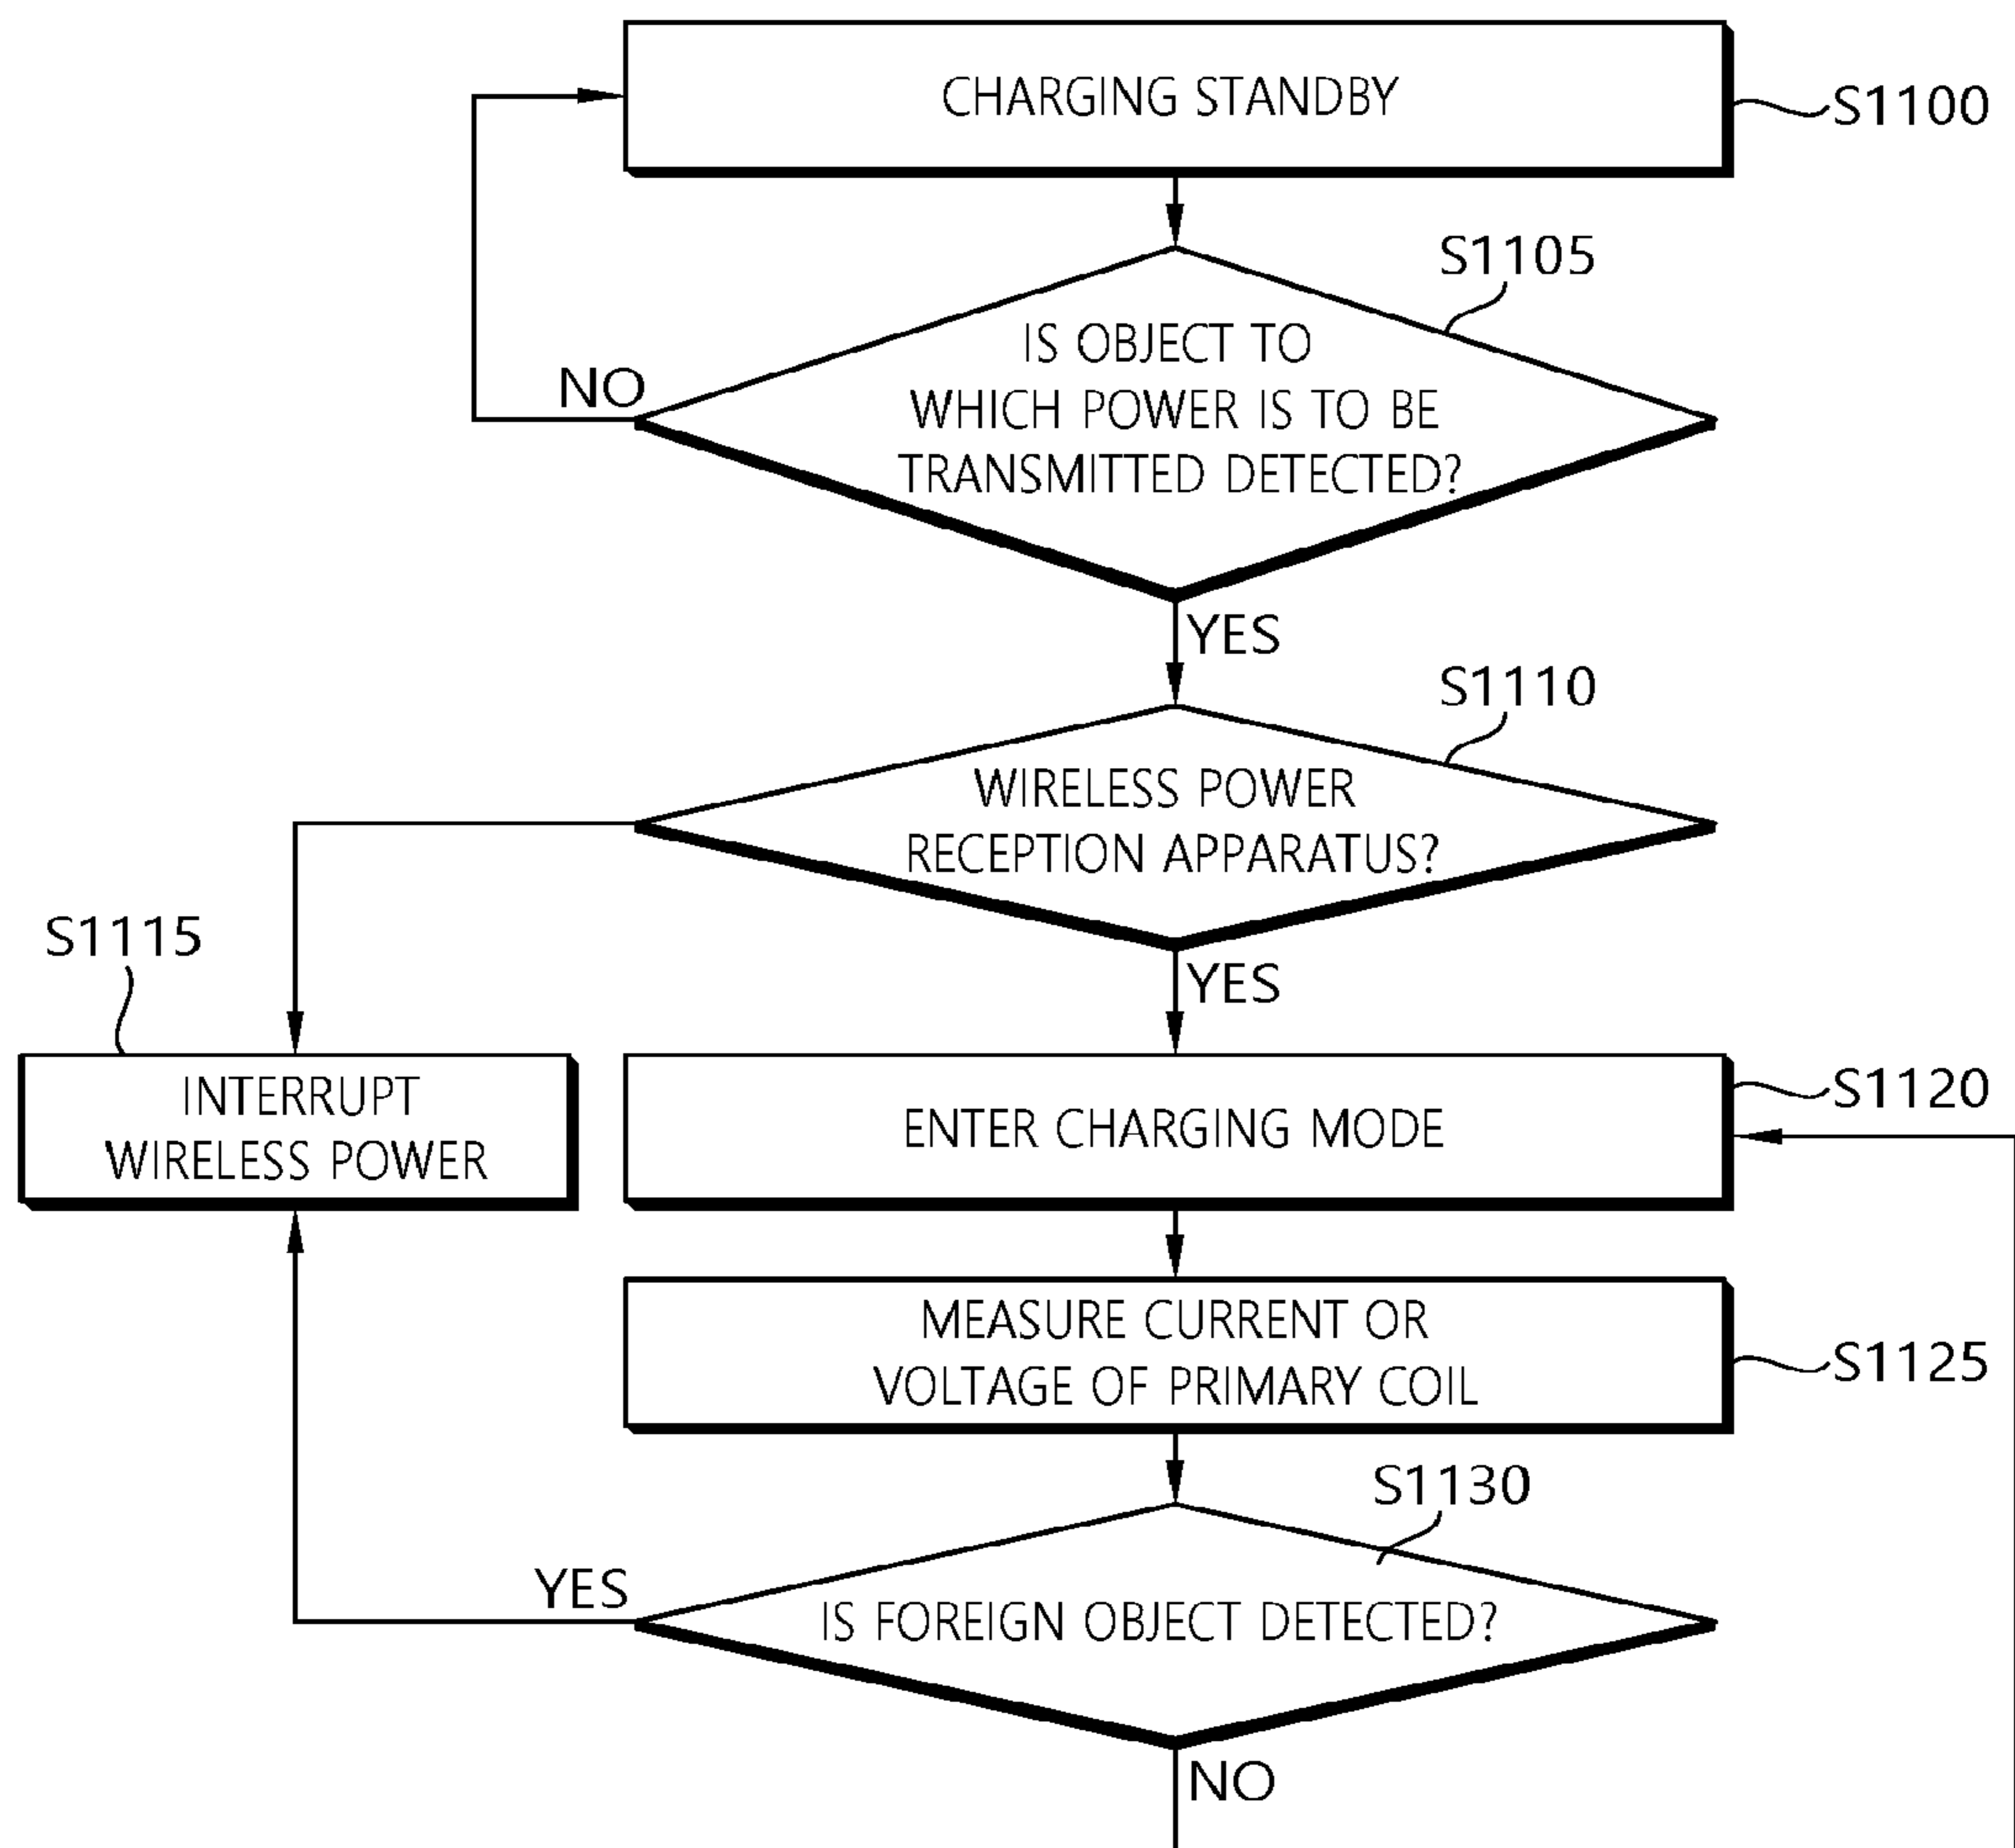 CHARGING STANDBY
S1100
S1105
IS OBJECT TO
WHICH POWER IS TO BE
TRANSMITTED DETECTED?
NO
YES
S1110
WIRELESS POWER
RECEPTION APPARATUS?
S1115
YES
INTERRUPT
WIRELESS POWER
ENTER CHARGING MODE
S1120
MEASURE CURRENT OR
VOLTAGE OF PRIMARY COIL
S1125
S1130
YES
IS FOREIGN OBJECT DETECTED?
NO